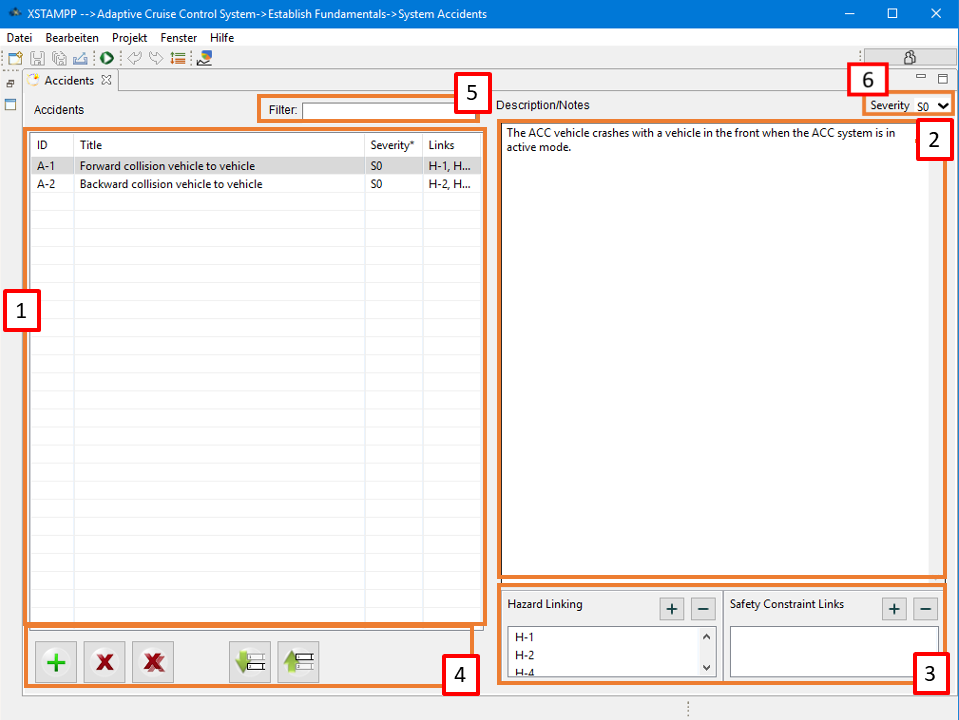 XSTAMPP -->Adaptive Cruise Control System->Establish Fundamentals->System Accidents
Datei Bearbeiten Projekt Fenster Hilfe
Accidents
5
6
Accidents
Filter:
Description/Notes
Severity S0
1
2
ID Title Severity* Links
A-1 Forward collision vehicle to vehicle S0 H-1, H...
A-2 Backward collision vehicle to vehicle S0 H-2, H...
The ACC vehicle crashes with a vehicle in the front when the ACC system is in
active mode.
Hazard Linking
H-1
H-2
H-4
Safety Constraint Links
4
3